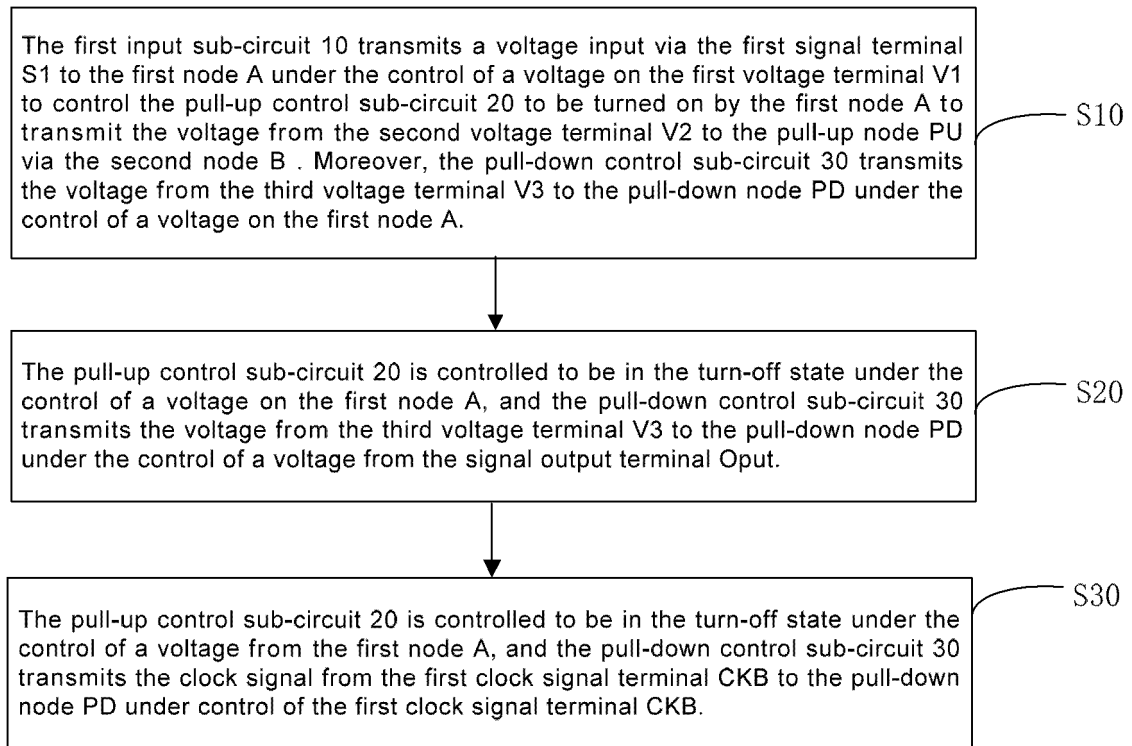 The first input sub-circuit 10 transmits a voltage input via the first signal terminal
S1 to the first node A under the control of a voltage on the first voltage terminal V1
to control the pull-up control sub-circuit 20 to be turned on by the first node A to
transmit the voltage from the second voltage terminal V2 to the pull-up node PU
via the second node B . Moreover, the pull-down control sub-circuit 30 transmits
the voltage from the third voltage terminal V3 to the pull-down node PD under the
control of a voltage on the first node A.
S10
The pull-up control sub-circuit 20 is controlled to be in the turn-off state under the
control of a voltage on the first node A, and the pull-down control sub-circuit 30
transmits the voltage from the third voltage terminal V3 to the pull-down node PD
under the control of a voltage from the signal output terminal Oput.
S20
The pull-up control sub-circuit 20 is controlled to be in the turn-off state under the
control of a voltage from the first node A, and the pull-down control sub-circuit 30
transmits the clock signal from the first clock signal terminal CKB to the pull-down
node PD under control of the first clock signal terminal CKB.
S30